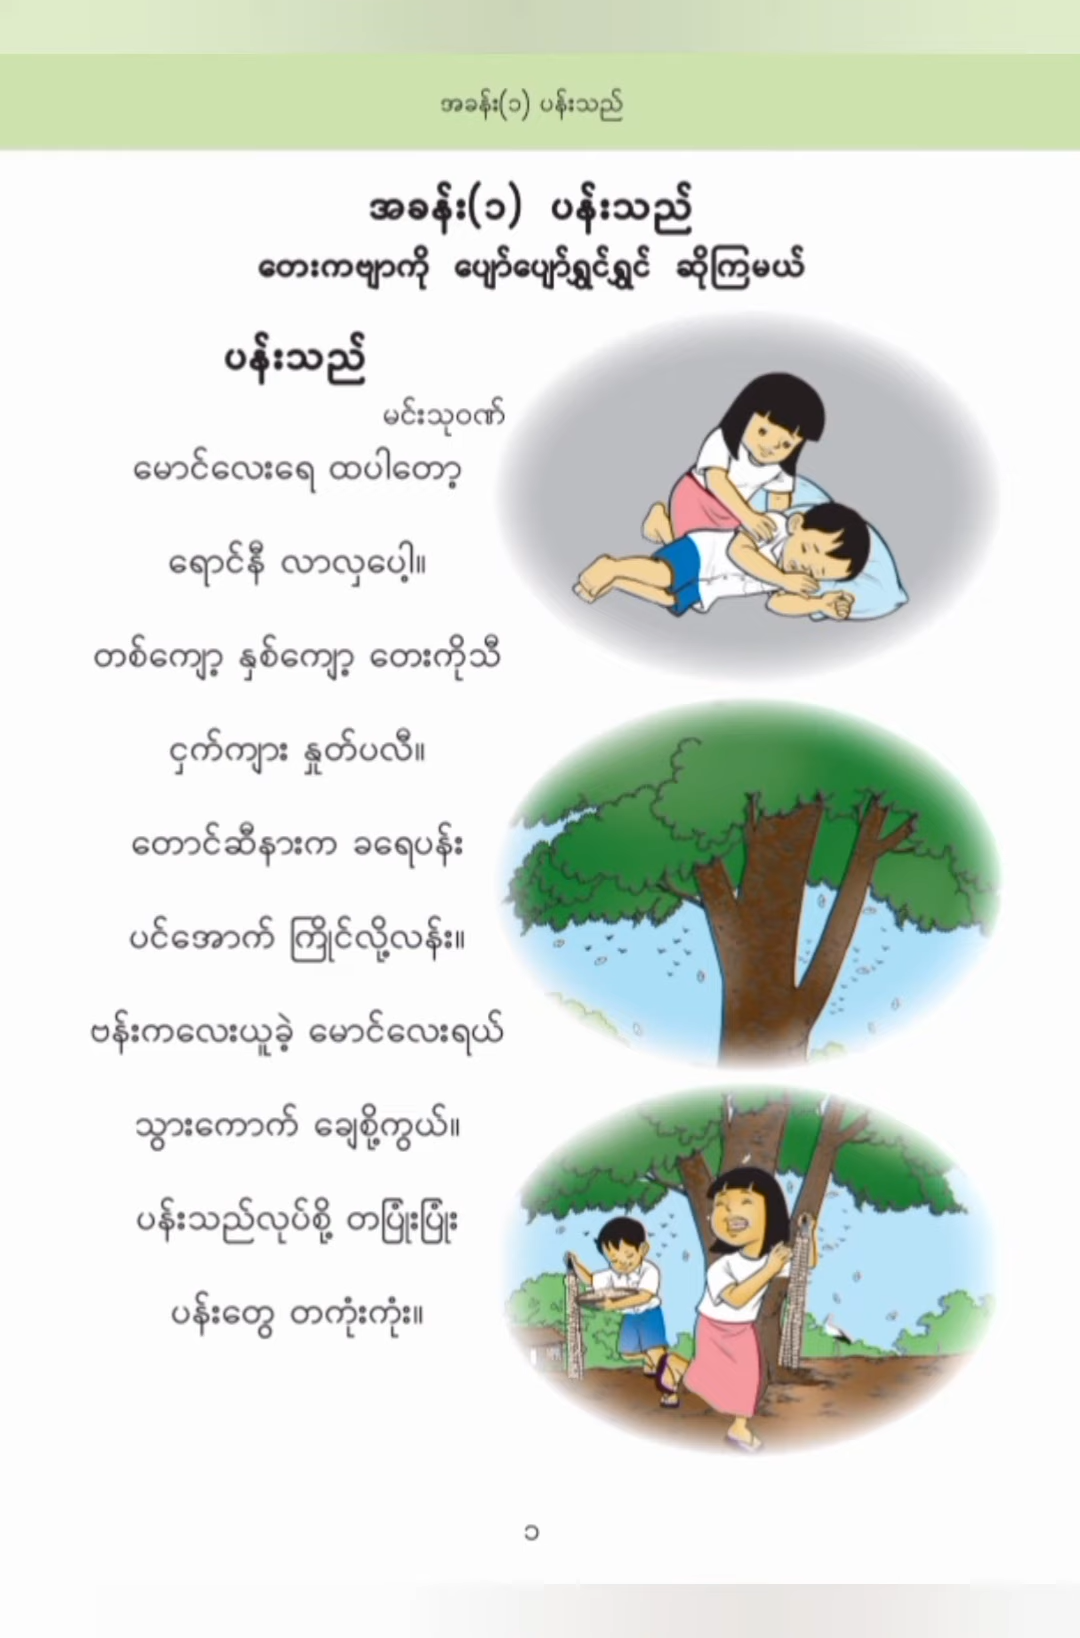 အခန်း(၁) ပန်းသည်
အခန်း(၁) ပန်းသည်
တေးကဗျာကို ပျော်ပျော်ရွှင်ရွှင် ဆိုကြမယ်
ပန်းသည်
မင်းသုဝဏ်
မောင်လေးရေ ထပါတော့
ရောင်နီ လာလှပေါ့။
တစ်ကျော့ နှစ်ကျော့ တေးကိုသီ
ငှက်ကျား နှုတ်ပလီ။
တောင်ဆီနားက ခရေပန်း
ပင်အောက် ကြိုင်လို့လန်း။
ဗန်းကလေးယူခဲ့ မောင်လေးရယ်
သွားကောက် ချေစို့ကွယ်။
ပန်းသည်လုပ်စို့ တပြုံးပြုံး
ပန်းတွေ တကုံးကုံး။
၁